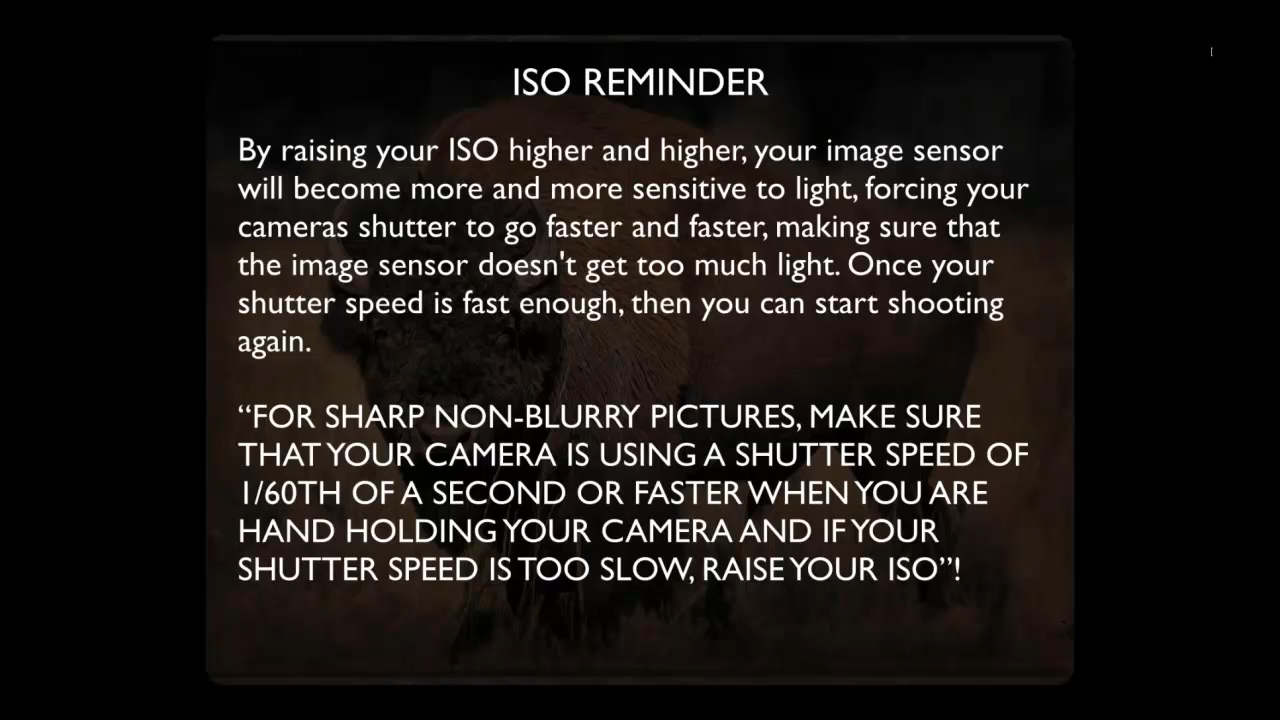 ISO REMINDER
By raising your ISO higher and higher, your image sensor
will become more and more sensitive to light, forcing your
cameras shutter to go faster and faster, making sure that
the image sensor doesn't get too much light. Once your
shutter speed is fast enough, then you can start shooting
again.
“FOR SHARP NON-BLURRY PICTURES, MAKE SURE
THAT YOUR CAMERA IS USING A SHUTTER SPEED OF
1/60TH OF A SECOND OR FASTER WHEN YOU ARE
HAND HOLDING YOUR CAMERA AND IF YOUR
SHUTTER SPEED IS TOO SLOW, RAISE YOUR ISO”!